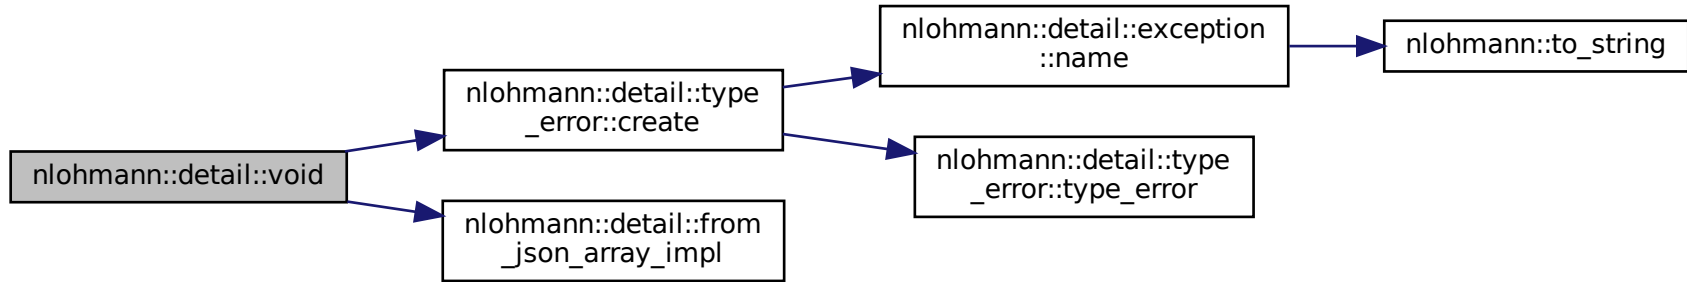 nlohmann::detail::void
nlohmann::detail::type
_error::create
nlohmann::detail::from
_json_array_impl
nlohmann::detail::exception
::name
nlohmann::detail::type
_error::type_error
nlohmann::to_string